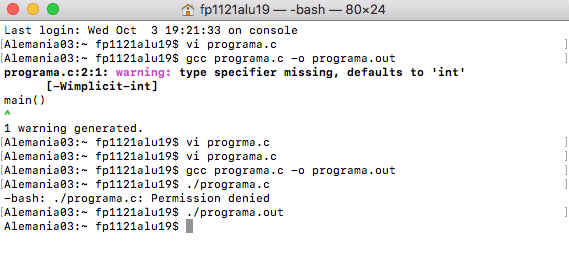 fp1121alu19 — -bash — 80×24
Last login: Wed Oct  3 19:21:33 on console
[Alemania03:~ fp1121alu19$ vi programa.c ]
[Alemania03:~ fp1121alu19$ gcc programa.c -o programa.out ]
programa.c:2:1: warning: type specifier missing, defaults to 'int'
      [-Wimplicit-int]
main()
^
1 warning generated.
[Alemania03:~ fp1121alu19$ vi progrma.c ]
[Alemania03:~ fp1121alu19$ vi programa.c ]
[Alemania03:~ fp1121alu19$ gcc programa.c -o programa.out ]
[Alemania03:~ fp1121alu19$ ./programa.c ]
-bash: ./programa.c: Permission denied
[Alemania03:~ fp1121alu19$ ./programa.out ]
Alemania03:~ fp1121alu19$